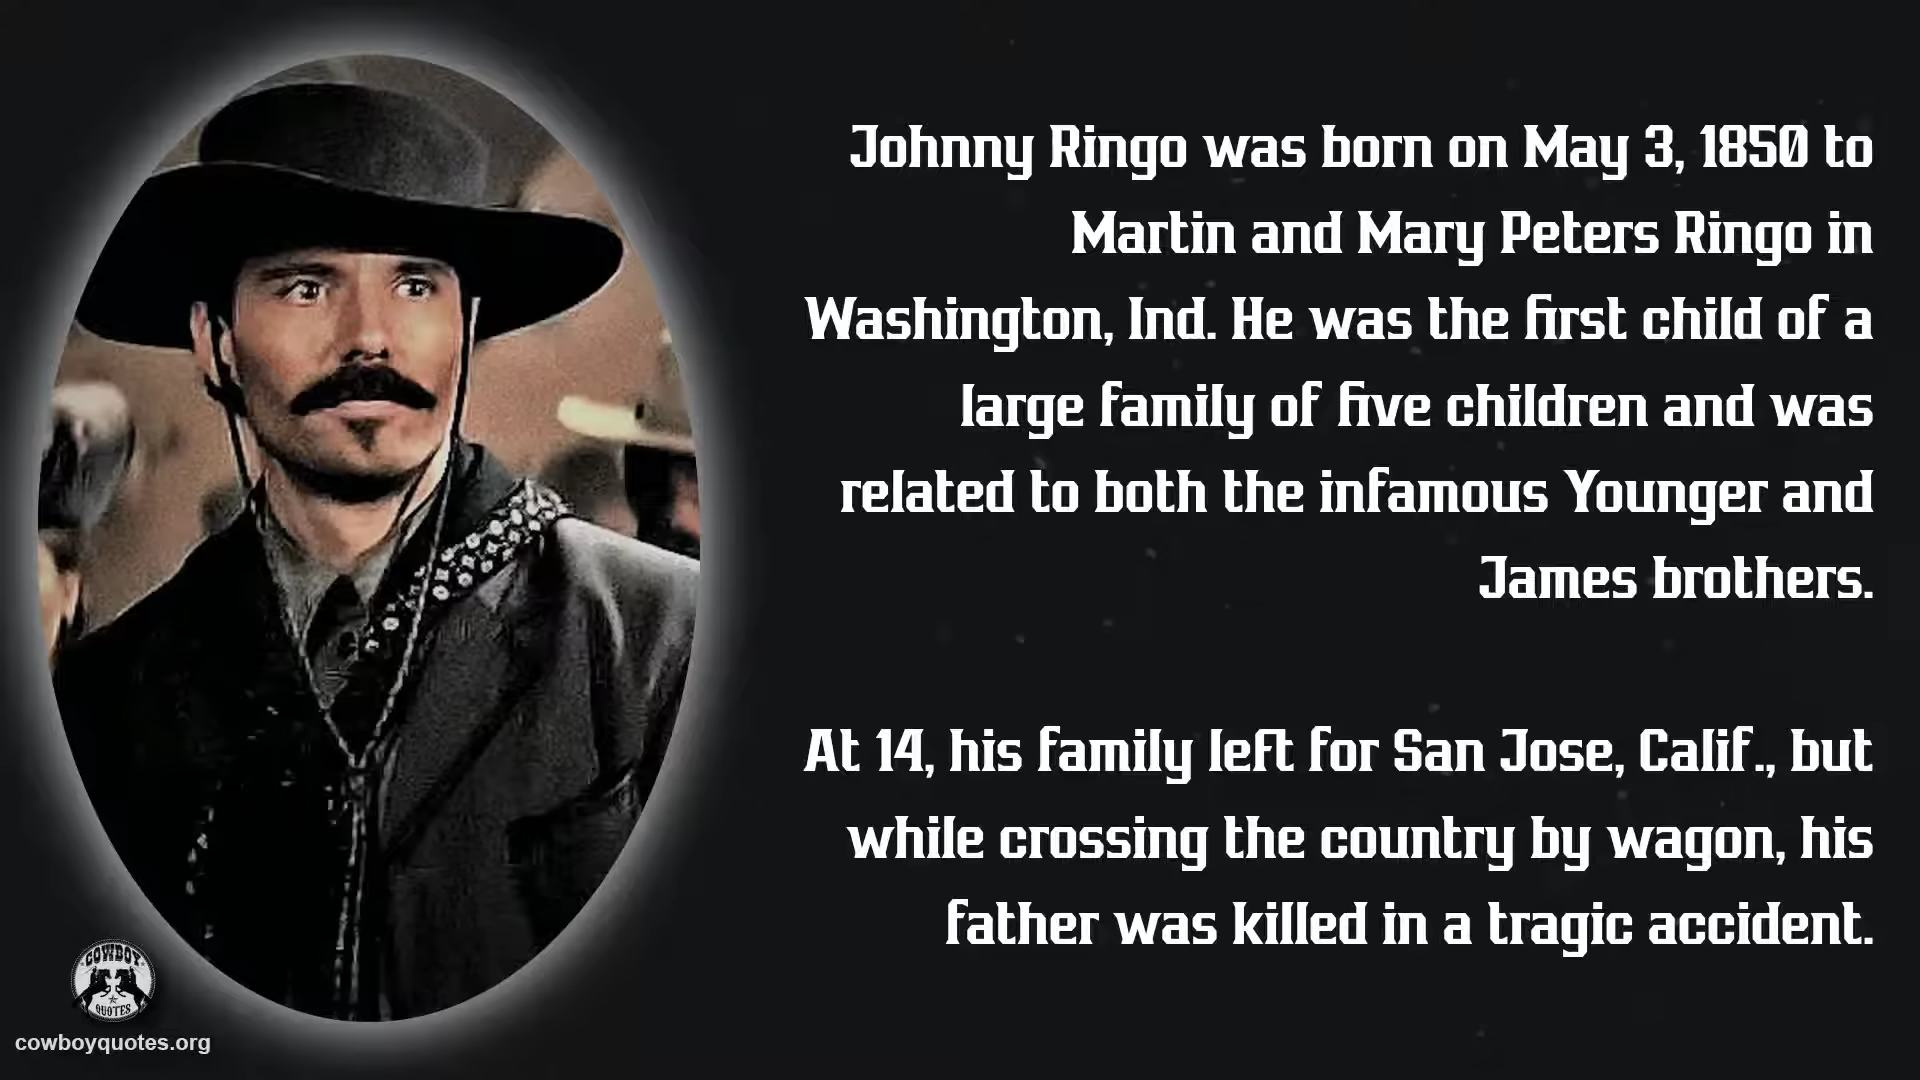 Johnny Ringo was born on May 3, 1850 to
Martin and Mary Peters Ringo in
Washington, Ind. He was the first child of a
large family of five children and was
related to both the infamous Younger and
James brothers.
At 14, his family left for San Jose, Calif., but
while crossing the country by wagon, his
father was killed in a tragic accident.
COWBOY
QUOTES
cowboyquotes.org